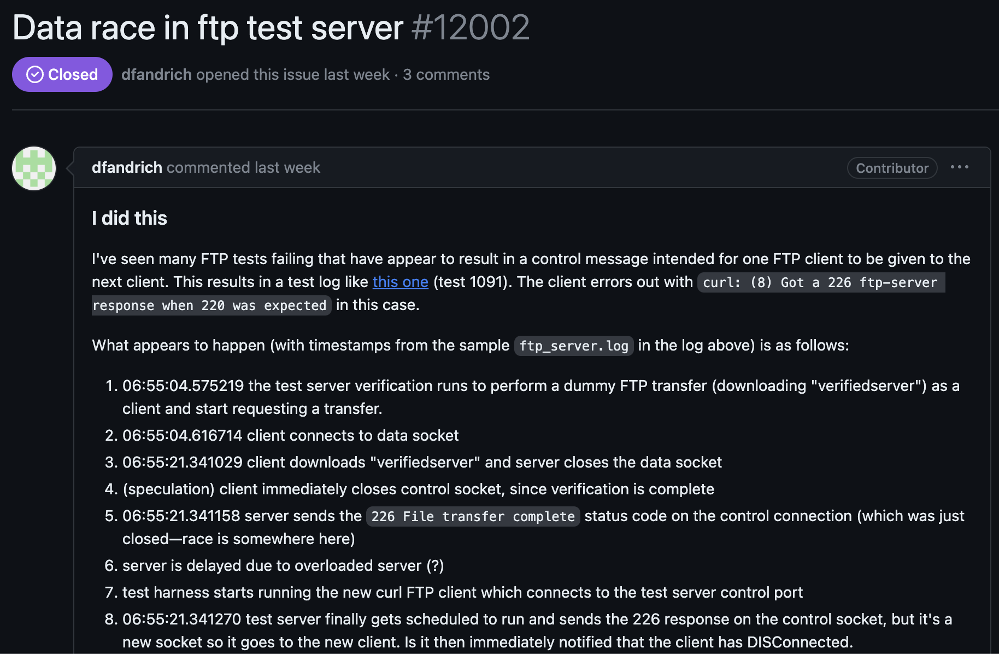 Data race in ftp test server #12002
Closed dfandrich opened this issue last week · 3 comments
dfandrich commented last week Contributor ···
I did this
I've seen many FTP tests failing that have appear to result in a control message intended for one FTP client to be given to the
next client. This results in a test log like this one (test 1091). The client errors out with curl: (8) Got a 226 ftp-server
response when 220 was expected in this case.
What appears to happen (with timestamps from the sample ftp_server.log in the log above) is as follows:
1. 06:55:04.575219 the test server verification runs to perform a dummy FTP transfer (downloading "verifiedserver") as a
client and start requesting a transfer.
2. 06:55:04.616714 client connects to data socket
3. 06:55:21.341029 client downloads "verifiedserver" and server closes the data socket
4. (speculation) client immediately closes control socket, since verification is complete
5. 06:55:21.341158 server sends the 226 File transfer complete status code on the control connection (which was just
closed—race is somewhere here)
6. server is delayed due to overloaded server (?)
7. test harness starts running the new curl FTP client which connects to the test server control port
8. 06:55:21.341270 test server finally gets scheduled to run and sends the 226 response on the control socket, but it's a
new socket so it goes to the new client. Is it then immediately notified that the client has DISConnected.